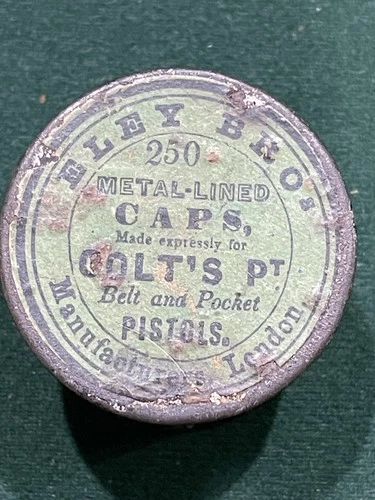 ELEY BROS
250
METAL-LINED
CAPS,
Made expressly for
COLT'S PT
Belt and Pocket
PISTOLS.
Manufacturers London.